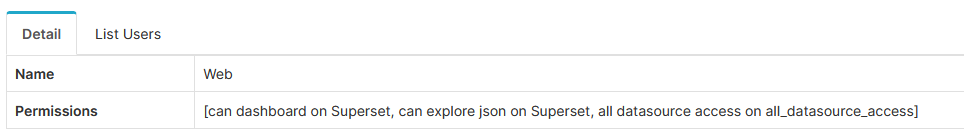 Detail List Users
Name Web
Permissions [can dashboard on Superset, can explore json on Superset, all datasource access on all_datasource_access]